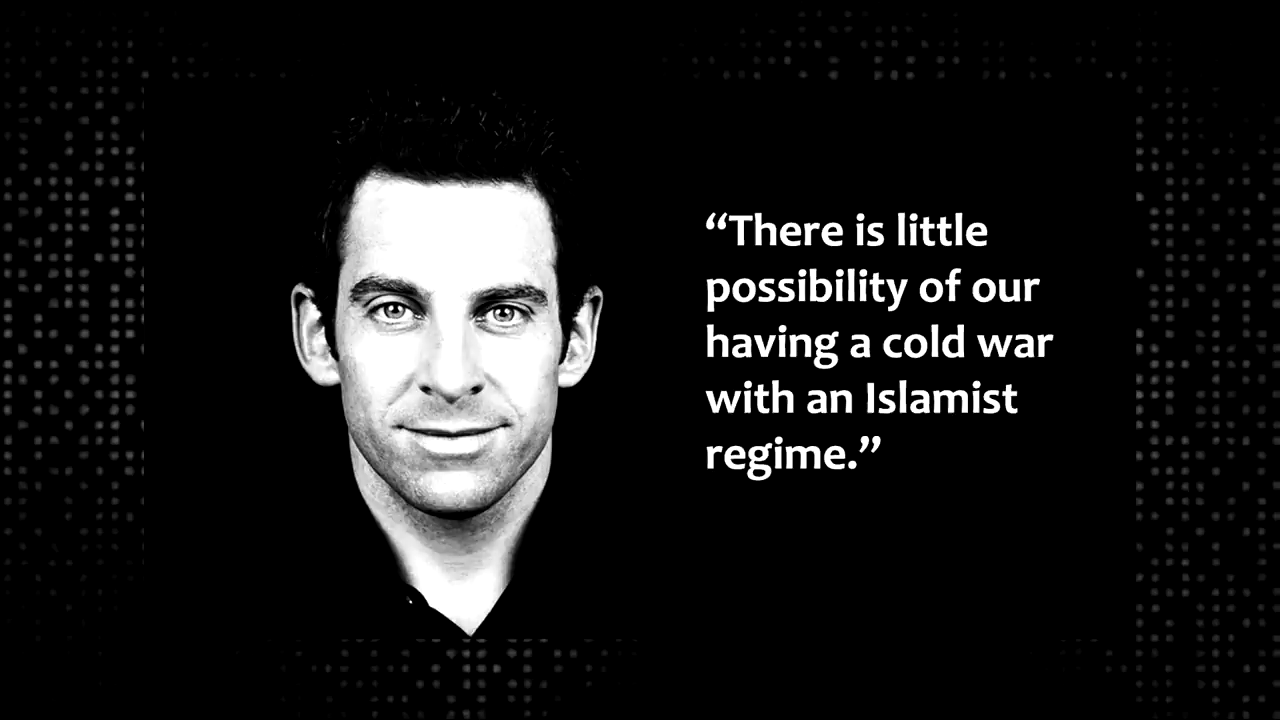 “There is little
possibility of our
having a cold war
with an Islamist
regime.”